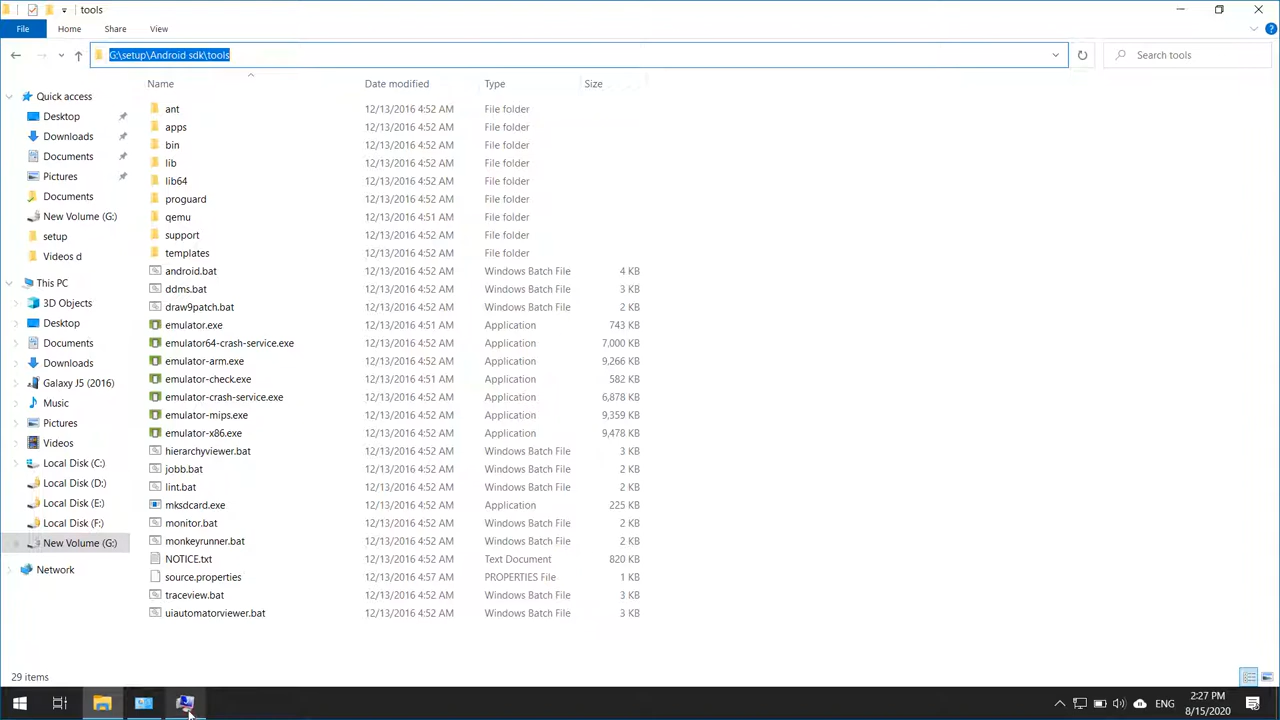 tools
File Home Share View
G:\setup\Android sdk\tools
Search tools
Name Date modified Type Size
Quick access
Desktop
Downloads
Documents
Pictures
Documents
New Volume (G:)
setup
Videos d
This PC
3D Objects
Desktop
Documents
Downloads
Galaxy J5 (2016)
Music
Pictures
Videos
Local Disk (C:)
Local Disk (D:)
Local Disk (E:)
Local Disk (F:)
New Volume (G:)
Network
ant 12/13/2016 4:52 AM File folder
apps 12/13/2016 4:52 AM File folder
bin 12/13/2016 4:52 AM File folder
lib 12/13/2016 4:52 AM File folder
lib64 12/13/2016 4:52 AM File folder
proguard 12/13/2016 4:52 AM File folder
qemu 12/13/2016 4:51 AM File folder
support 12/13/2016 4:52 AM File folder
templates 12/13/2016 4:52 AM File folder
android.bat 12/13/2016 4:52 AM Windows Batch File 4 KB
ddms.bat 12/13/2016 4:52 AM Windows Batch File 3 KB
draw9patch.bat 12/13/2016 4:52 AM Windows Batch File 2 KB
emulator.exe 12/13/2016 4:51 AM Application 743 KB
emulator64-crash-service.exe 12/13/2016 4:52 AM Application 7,000 KB
emulator-arm.exe 12/13/2016 4:52 AM Application 9,266 KB
emulator-check.exe 12/13/2016 4:51 AM Application 582 KB
emulator-crash-service.exe 12/13/2016 4:52 AM Application 6,878 KB
emulator-mips.exe 12/13/2016 4:52 AM Application 9,359 KB
emulator-x86.exe 12/13/2016 4:52 AM Application 9,478 KB
hierarchyviewer.bat 12/13/2016 4:52 AM Windows Batch File 3 KB
jobb.bat 12/13/2016 4:52 AM Windows Batch File 2 KB
lint.bat 12/13/2016 4:52 AM Windows Batch File 2 KB
mksdcard.exe 12/13/2016 4:52 AM Application 225 KB
monitor.bat 12/13/2016 4:52 AM Windows Batch File 2 KB
monkeyrunner.bat 12/13/2016 4:52 AM Windows Batch File 2 KB
NOTICE.txt 12/13/2016 4:52 AM Text Document 820 KB
source.properties 12/13/2016 4:57 AM PROPERTIES File 1 KB
traceview.bat 12/13/2016 4:52 AM Windows Batch File 3 KB
uiautomatorviewer.bat 12/13/2016 4:52 AM Windows Batch File 3 KB
29 items
ENG
2:27 PM
8/15/2020